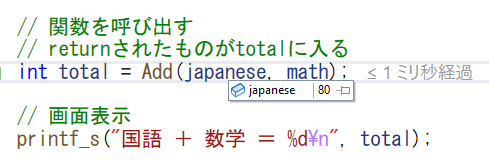 // 関数を呼び出す
// returnされたものがtotalに入る
int total = Add(japanese, math); ≤ 1 ミリ秒経過
japanese 80
// 画面表示
printf_s("国語 + 数学 = %d¥n", total);